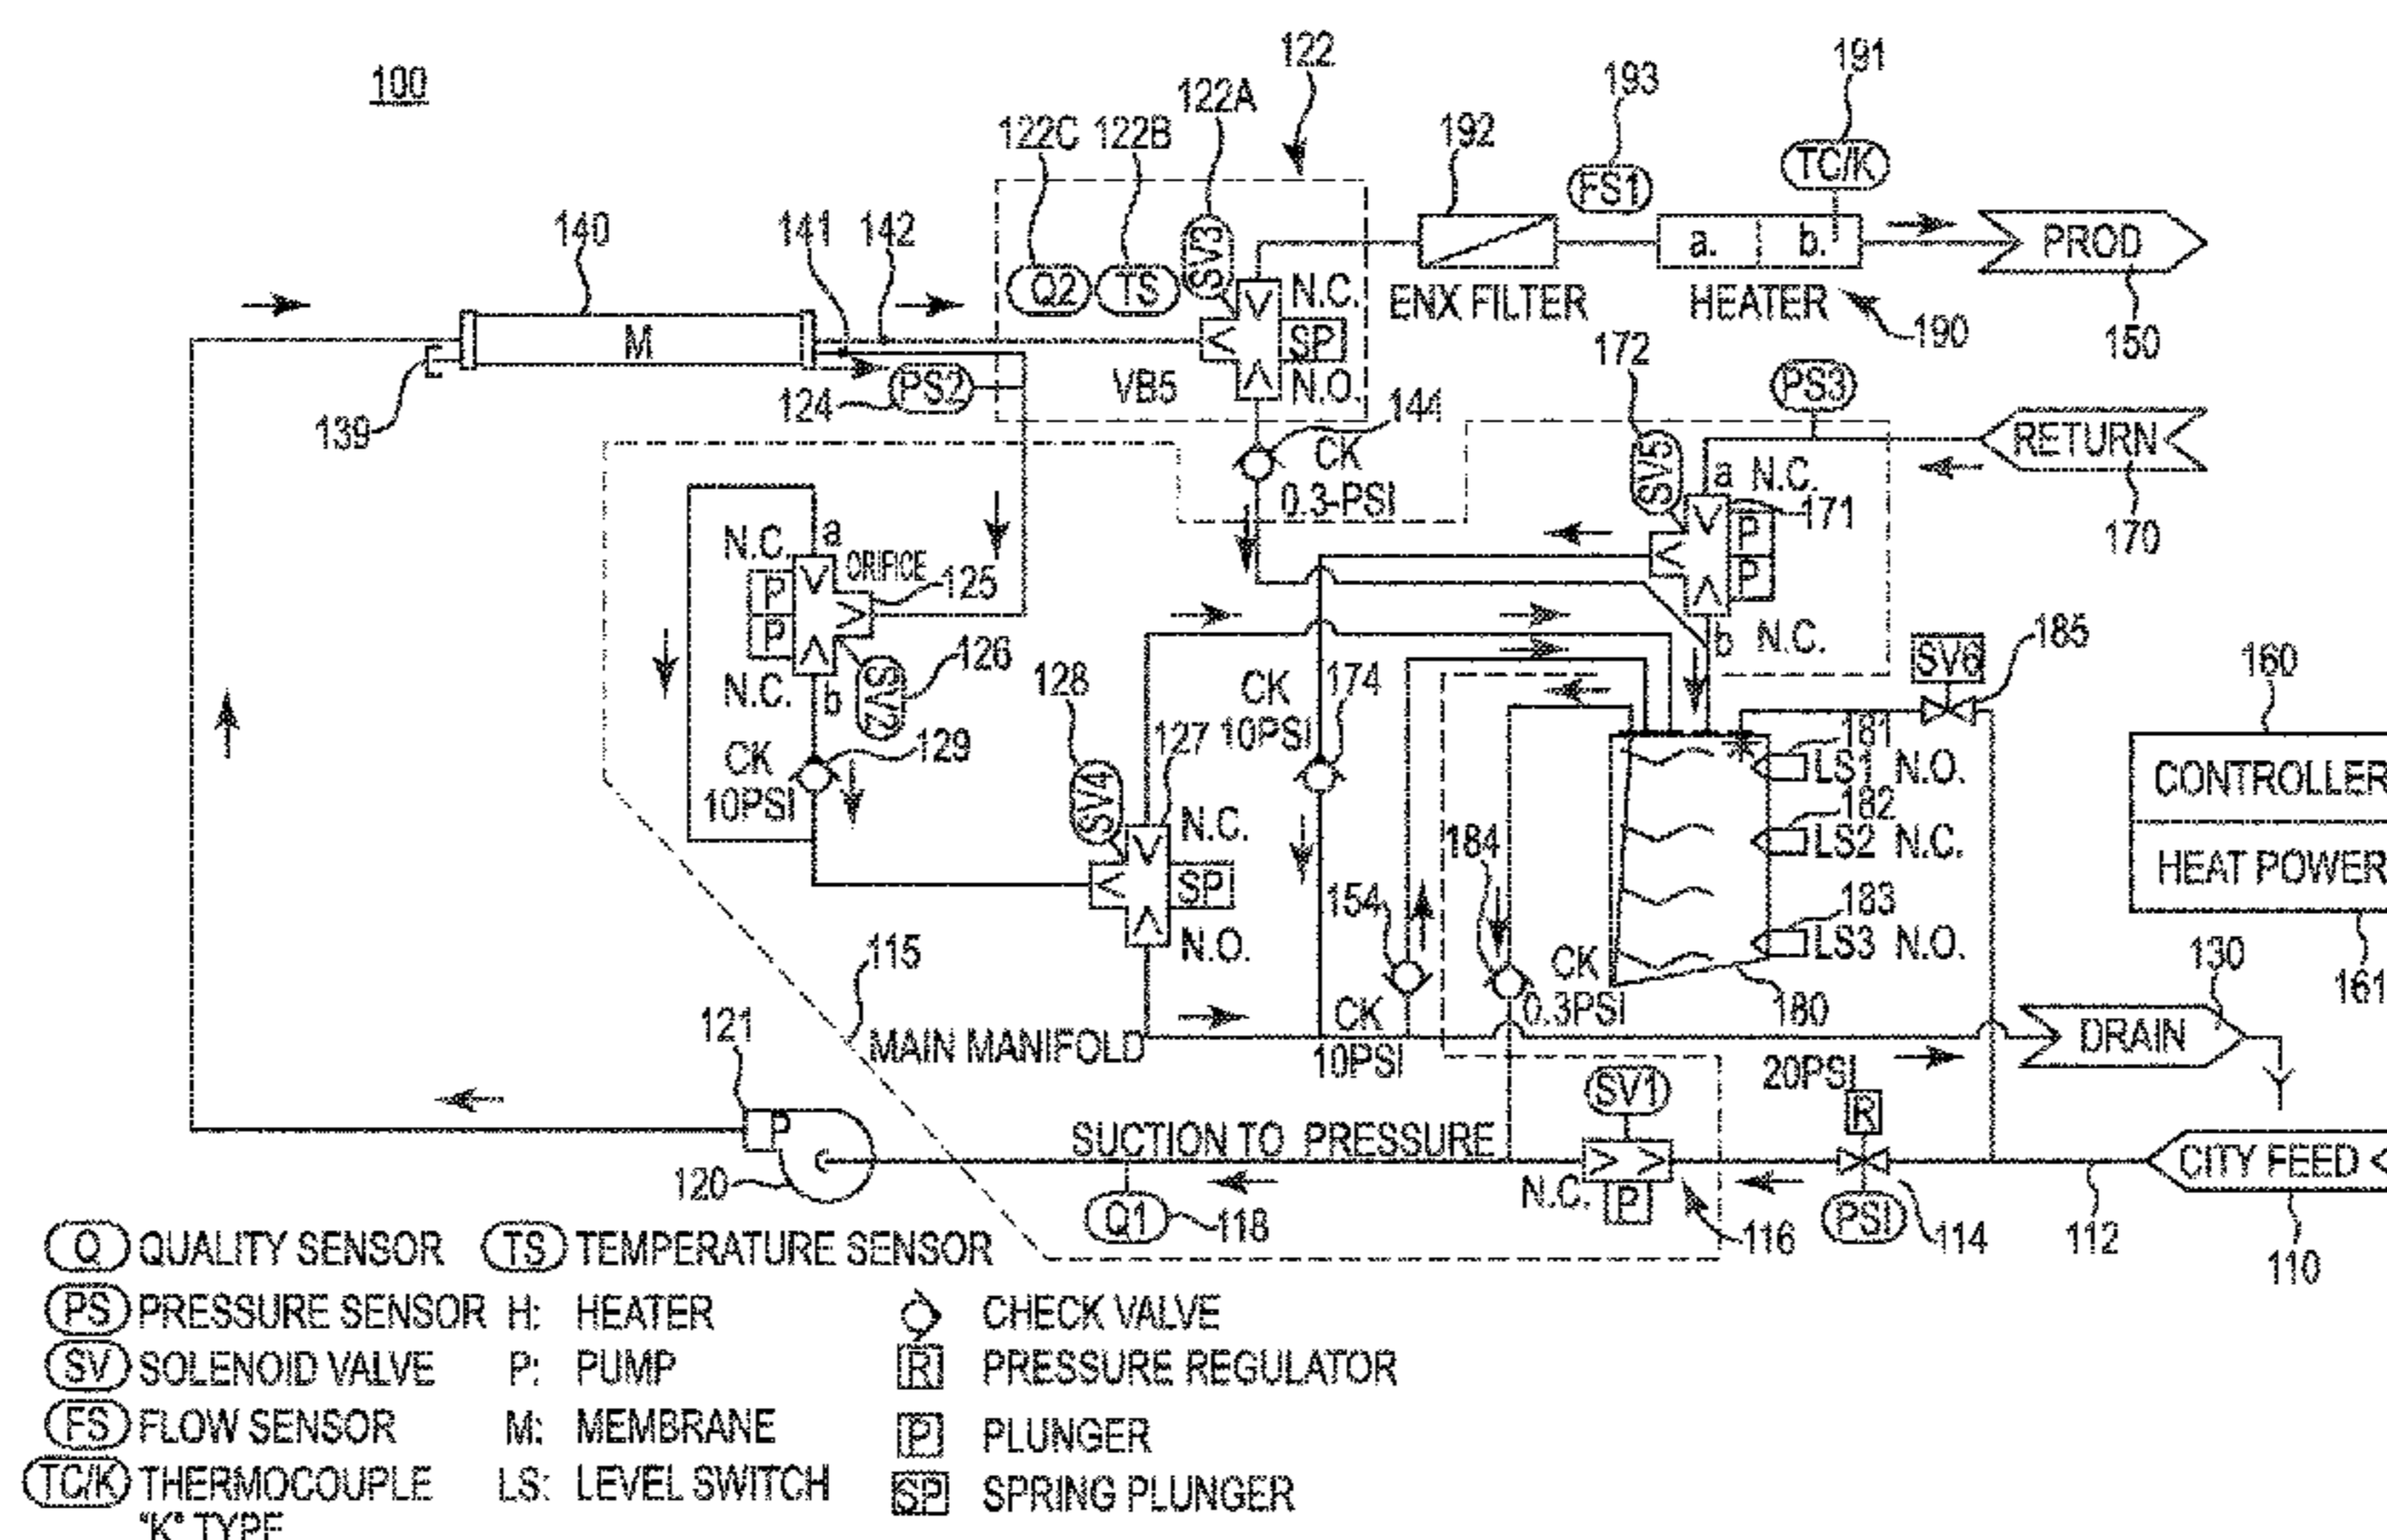 100
122
122A
122C 122B
193
191
192
FS1
TC/K
140
141
142
Q2
TS
SV3
N.C.
SP
N.O.
VB5
ENX FILTER
a. b.
HEATER
190
PROD
150
M
139
124
PS2
144
CK
0.3-PSI
172
SV5
PS3
RETURN
170
a N.C.
171
P
P
b N.C.
N.C.
a
ORIFICE
125
P
P
N.C.
b
SV2
126
CK
10PSI
129
128
SV4
127
N.C.
SP
N.O.
CK
10PSI
174
SV6
185
181
LS1 N.O.
182
LS2 N.C.
183
LS3 N.O.
180
160
CONTROLLER
HEAT POWER
161
154
184
CK
0.3PSI
CK
10PSI
130
DRAIN
115
MAIN MANIFOLD
121
P
120
SUCTION TO PRESSURE
Q1
118
SV1
N.C.
P
116
20PSI
R
PSI
114
112
CITY FEED
110
Q QUALITY SENSOR TS TEMPERATURE SENSOR
PS PRESSURE SENSOR H: HEATER CHECK VALVE
SV SOLENOID VALVE P: PUMP R PRESSURE REGULATOR
FS FLOW SENSOR M: MEMBRANE P PLUNGER
TC/K THERMOCOUPLE LS: LEVEL SWITCH SP SPRING PLUNGER
"K" TYPE